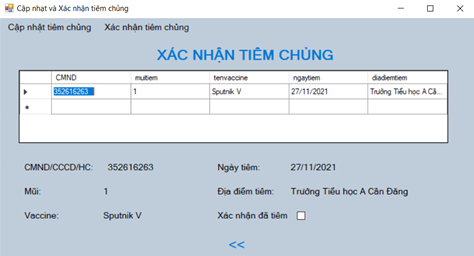 Cập nhạt và Xác nhận tiêm chủng
Cập nhật tiêm chủng Xác nhận tiêm chủng
XÁC NHẬN TIÊM CHỦNG
CMND muitiem tenvaccine ngaytiem diadiemtiem
352616263 1 Sputnik V 27/11/2021 Trường Tiểu học A Cầ...
CMND/CCCD/HC: 352616263 Ngày tiêm: 27/11/2021
Mũi: 1 Địa điểm tiêm: Trường Tiểu học A Cần Đăng
Vaccine: Sputnik V Xác nhận đã tiêm
<<